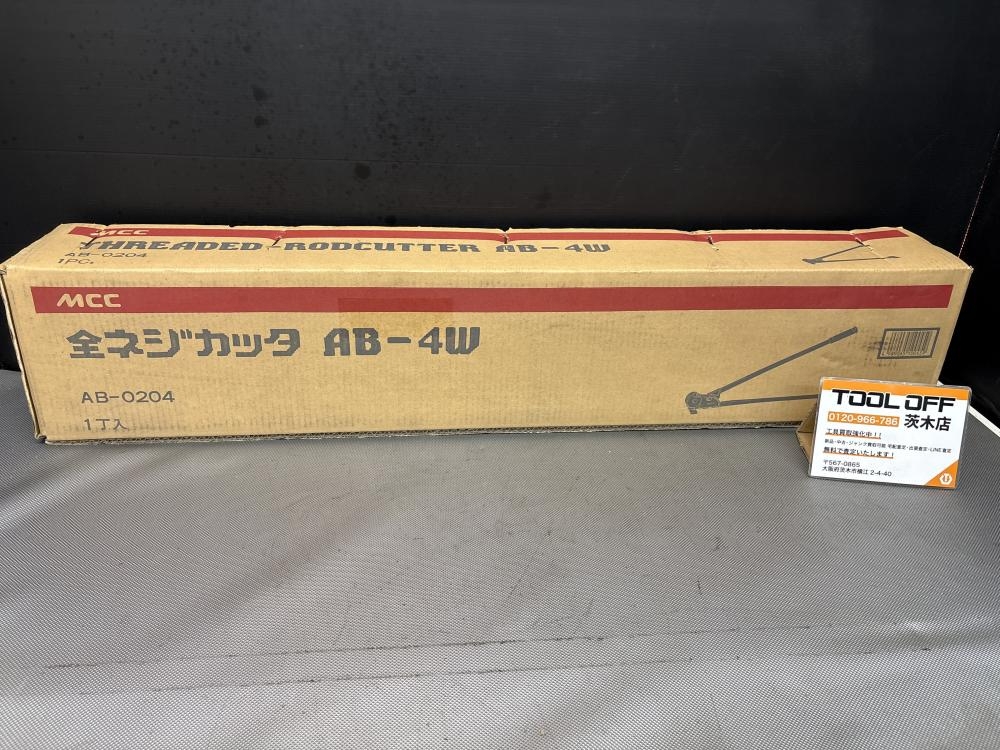 MCC
THREADED RODCUTTER AB-4W
AB-0204
1PC.
MCC
全ネジカッタ AB-4W
AB-0204
1丁入
TOOL OFF
0120-966-786 茨木店
工具買取強化中!!
新品・中古・ジャンク買取可能 宅配査定・出張査定・LINE査定
無料で査定いたします!
〒567-0865
大阪府茨木市横江2-4-40